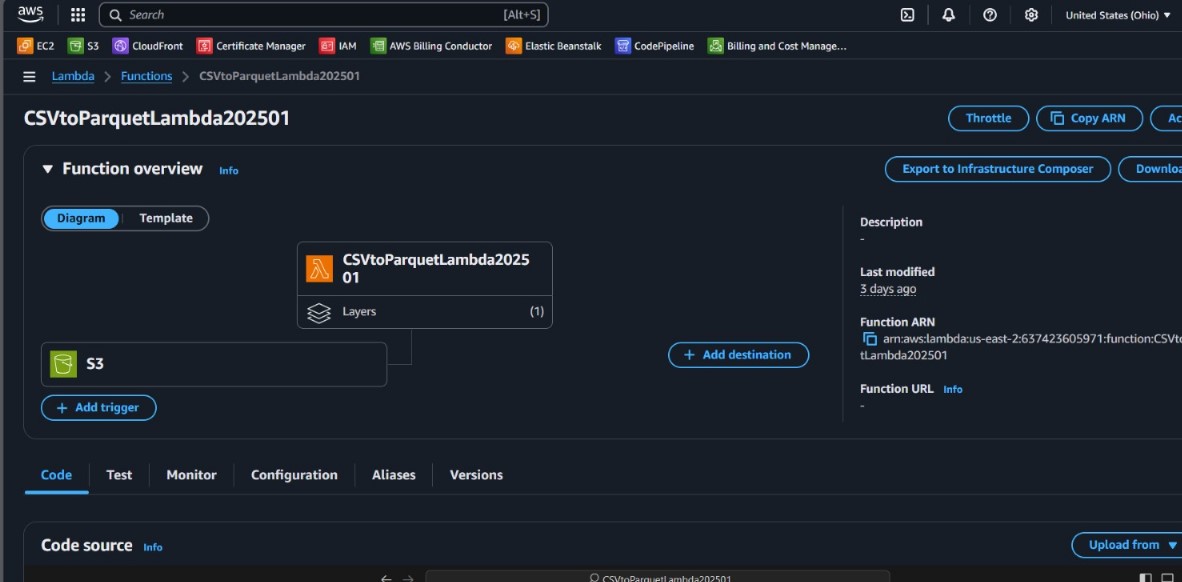 aws
Search [Alt+S]
United States (Ohio)
EC2 S3 CloudFront Certificate Manager IAM AWS Billing Conductor Elastic Beanstalk CodePipeline Billing and Cost Manage...
Lambda > Functions > CSVtoParquetLambda202501
CSVtoParquetLambda202501
Throttle
Copy ARN
Ac
Function overview Info
Export to Infrastructure Composer
Downloa
Diagram
Template
CSVtoParquetLambda2025
01
Layers (1)
S3
+ Add trigger
+ Add destination
Description
-
Last modified
3 days ago
Function ARN
arn:aws:lambda:us-east-2:637423605971:function:CSVto
tLambda202501
Function URL Info
-
Code Test Monitor Configuration Aliases Versions
Code source Info
Upload from
CSVtoParquetLambda202501